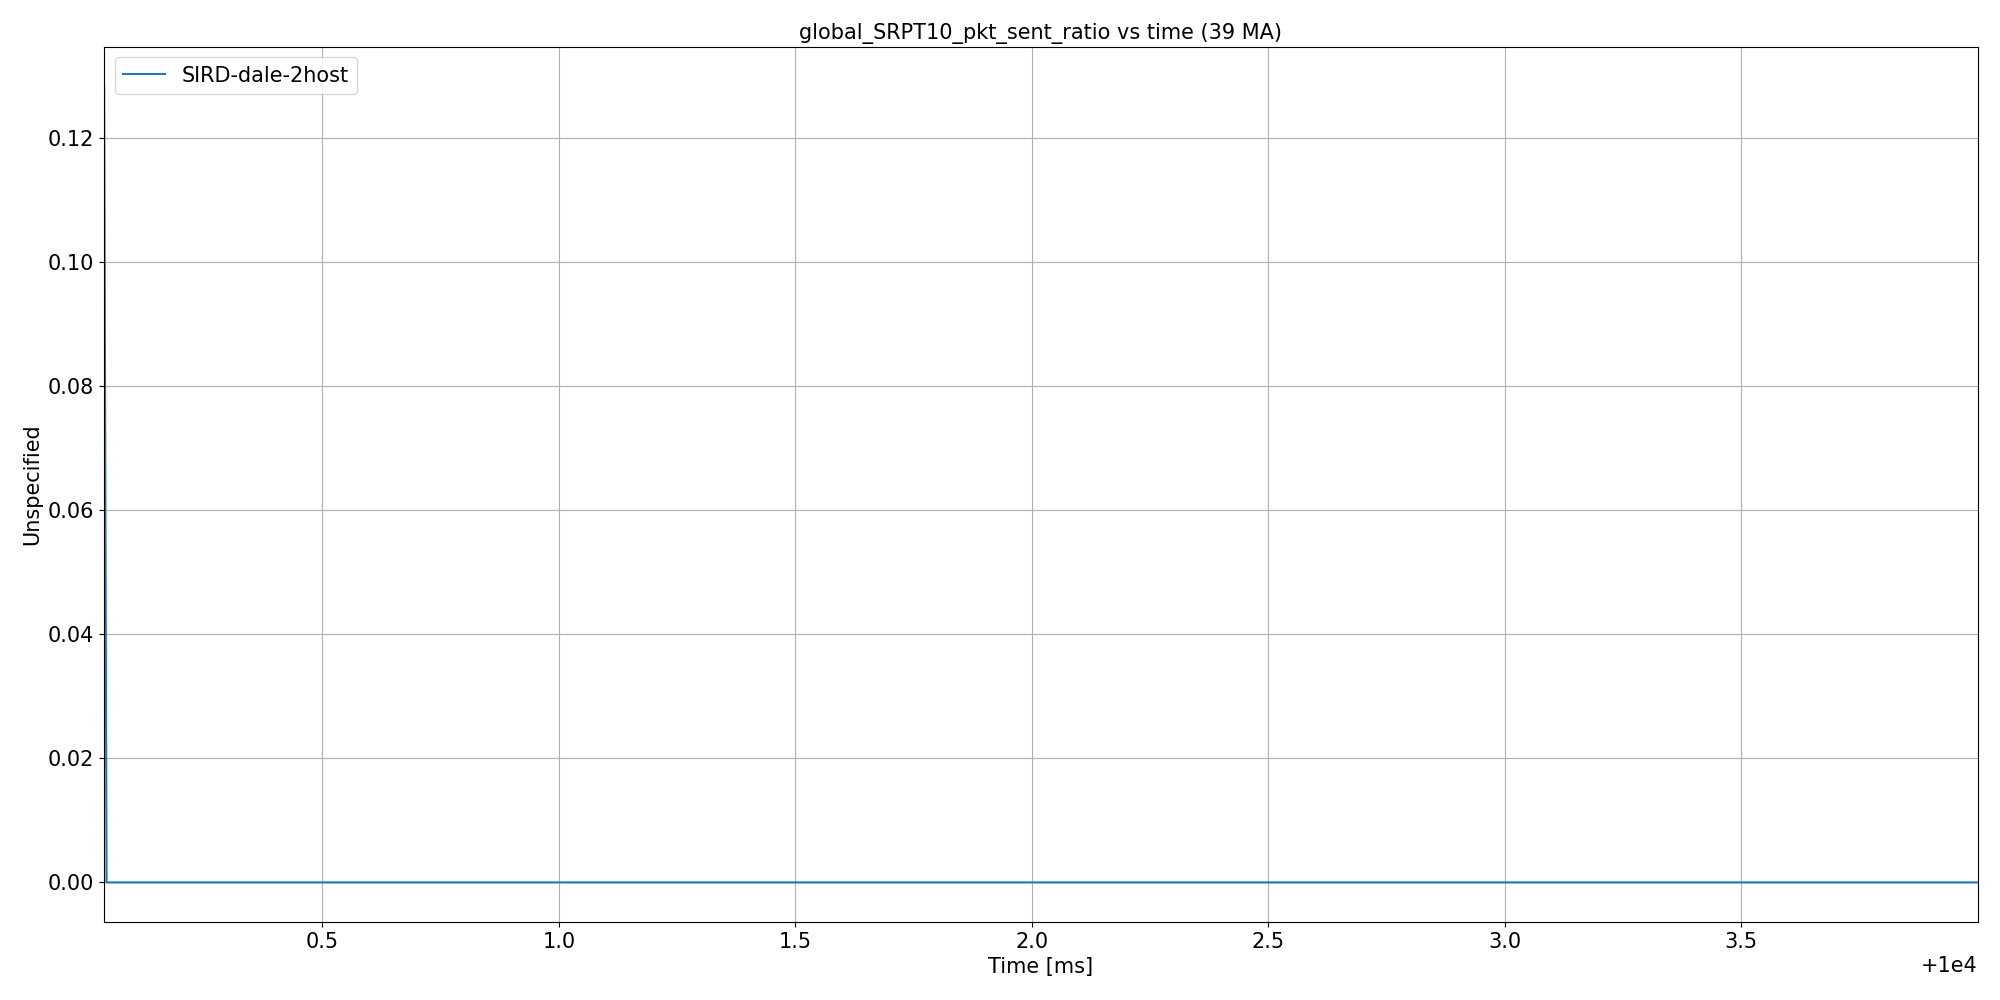 global_SRPT10_pkt_sent_ratio vs time (39 MA)
SIRD-dale-2host
0.12
0.10
0.08
0.06
0.04
0.02
0.00
Unspecified
0.5 1.0 1.5 2.0 2.5 3.0 3.5
Time [ms]
+1e4